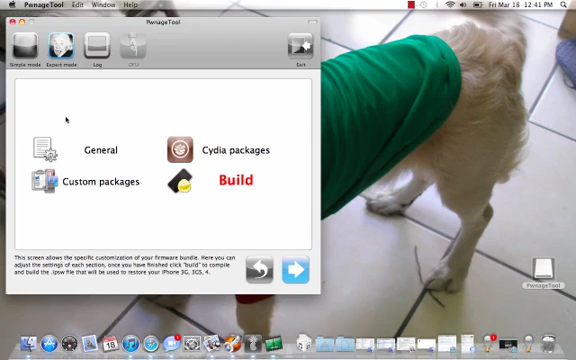 PwnageTool Edit Window Help
Fri Mar 18 12:41 PM
PwnageTool
Simple mode Expert mode Log Exit
General
Cydia packages
Custom packages
Build
This screen allows the specific customization of your firmware bundle. Here you can
adjust the settings of each section, once you have finished click "build" to compile
and build the .ipsw file that will be used to restore your iPhone 3G, 3GS, 4.
PwnageTool